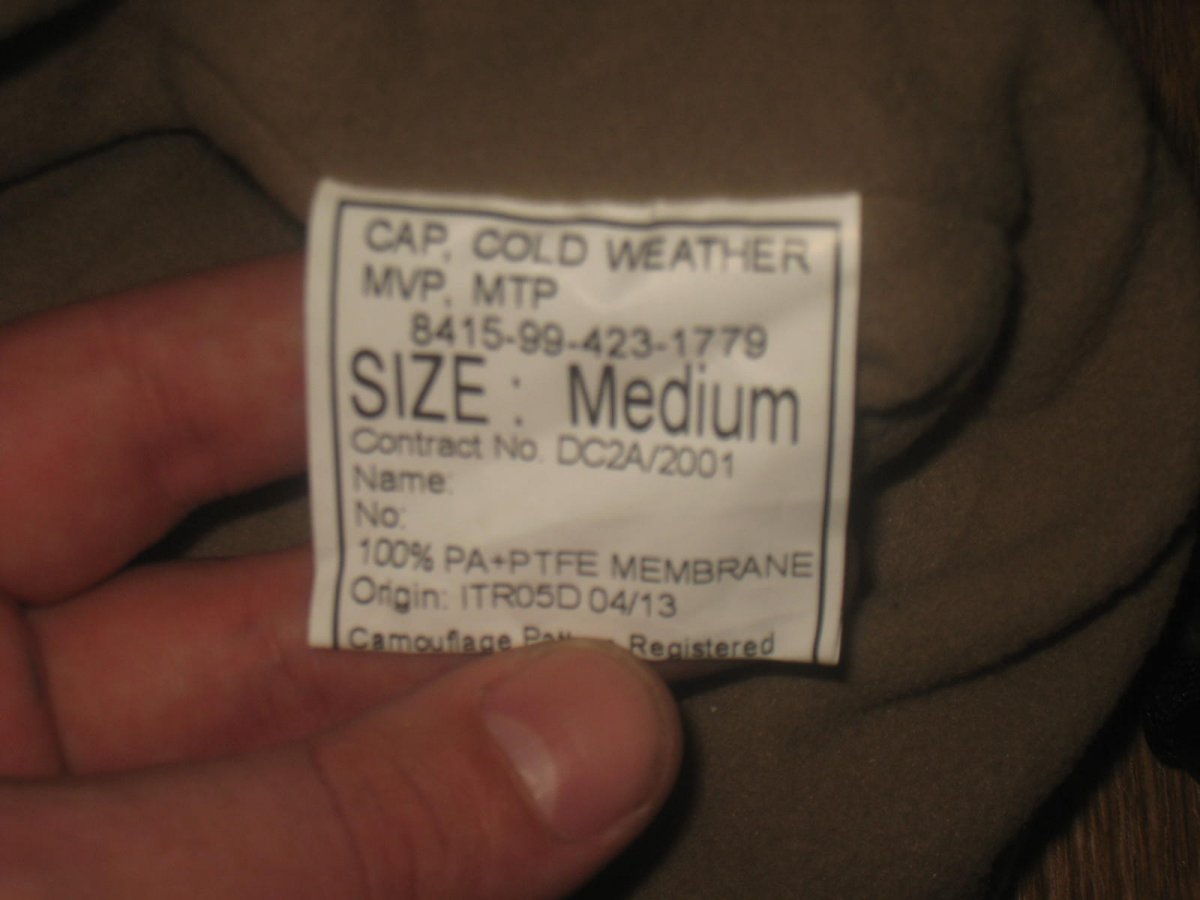 CAP, COLD WEATHER
MVP, MTP
8415-99-423-1779
SIZE : Medium
Contract No. DC2A/2001
Name:
No:
100% PA+PTFE MEMBRANE
Origin: ITR05D 04/13
Camouflage Registered